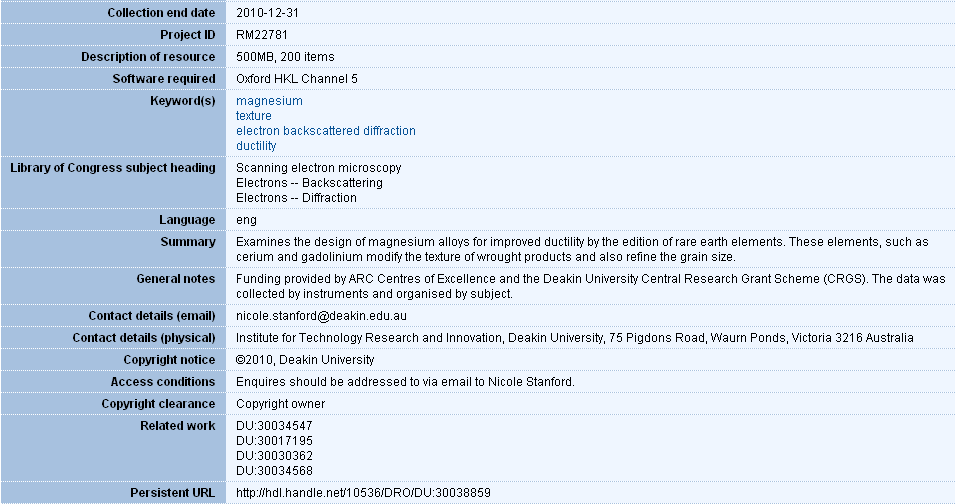 Collection end date 2010-12-31
Project ID RM22781
Description of resource 500MB, 200 items
Software required Oxford HKL Channel 5
Keyword(s) magnesium
texture
electron backscattered diffraction
ductility
Library of Congress subject heading Scanning electron microscopy
Electrons -- Backscattering
Electrons -- Diffraction
Language eng
Summary Examines the design of magnesium alloys for improved ductility by the edition of rare earth elements. These elements, such as
cerium and gadolinium modify the texture of wrought products and also refine the grain size.
General notes Funding provided by ARC Centres of Excellence and the Deakin University Central Research Grant Scheme (CRGS). The data was
collected by instruments and organised by subject.
Contact details (email) nicole.stanford@deakin.edu.au
Contact details (physical) Institute for Technology Research and Innovation, Deakin University, 75 Pigdons Road, Waurn Ponds, Victoria 3216 Australia
Copyright notice ©2010, Deakin University
Access conditions Enquires should be addressed to via email to Nicole Stanford.
Copyright clearance Copyright owner
Related work DU:30034547
DU:30017195
DU:30030362
DU:30034568
Persistent URL http://hdl.handle.net/10536/DRO/DU:30038859